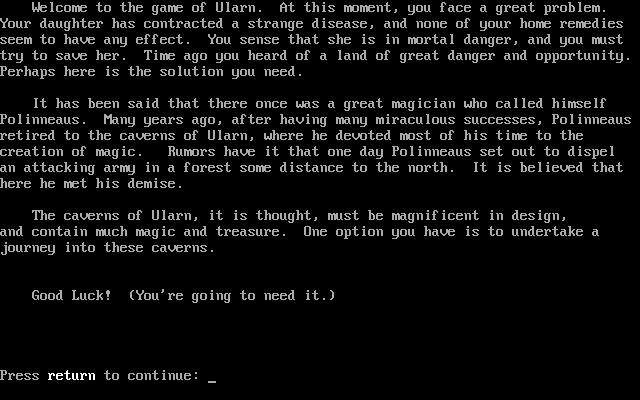 Welcome to the game of Ularn.  At this moment, you face a great problem.
Your daughter has contracted a strange disease, and none of your home remedies
seem to have any effect.  You sense that she is in mortal danger, and you must
try to save her.  Time ago you heard of a land of great danger and opportunity.
Perhaps here is the solution you need.
It has been said that there once was a great magician who called himself
Polinneaus.  Many years ago, after having many miraculous successes, Polinneaus
retired to the caverns of Ularn, where he devoted most of his time to the
creation of magic.   Rumors have it that one day Polinneaus set out to dispel
an attacking army in a forest some distance to the north.  It is believed that
here he met his demise.
The caverns of Ularn, it is thought, must be magnificent in design,
and contain much magic and treasure.  One option you have is to undertake a
journey into these caverns.
Good Luck!  (You're going to need it.)
Press return to continue: _